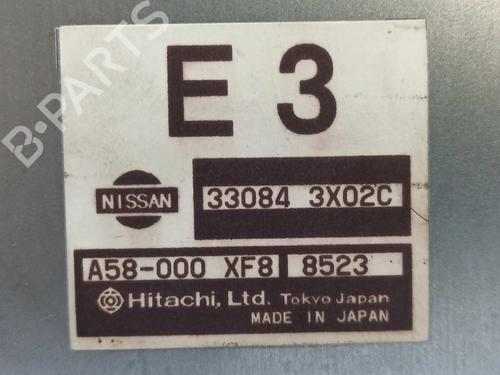 E 3
NISSAN
33084 3X02C
A58-000 XF8 8523
Hitachi, Ltd. Tokyo Japan
MADE IN JAPAN
B-PARTS